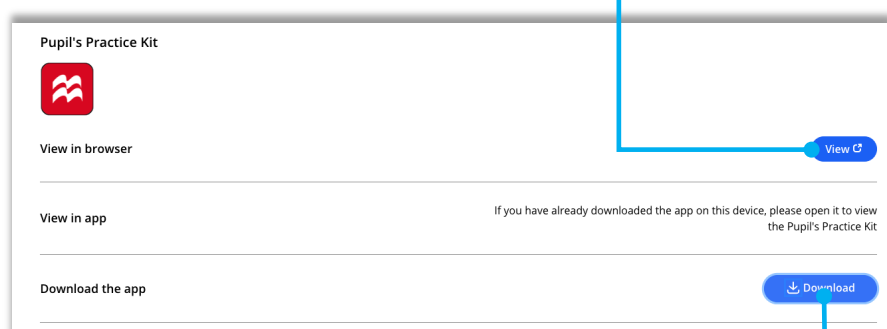 Pupil's Practice Kit
View in browser
View
View in app
If you have already downloaded the app on this device, please open it to view
the Pupil's Practice Kit
Download the app
Download